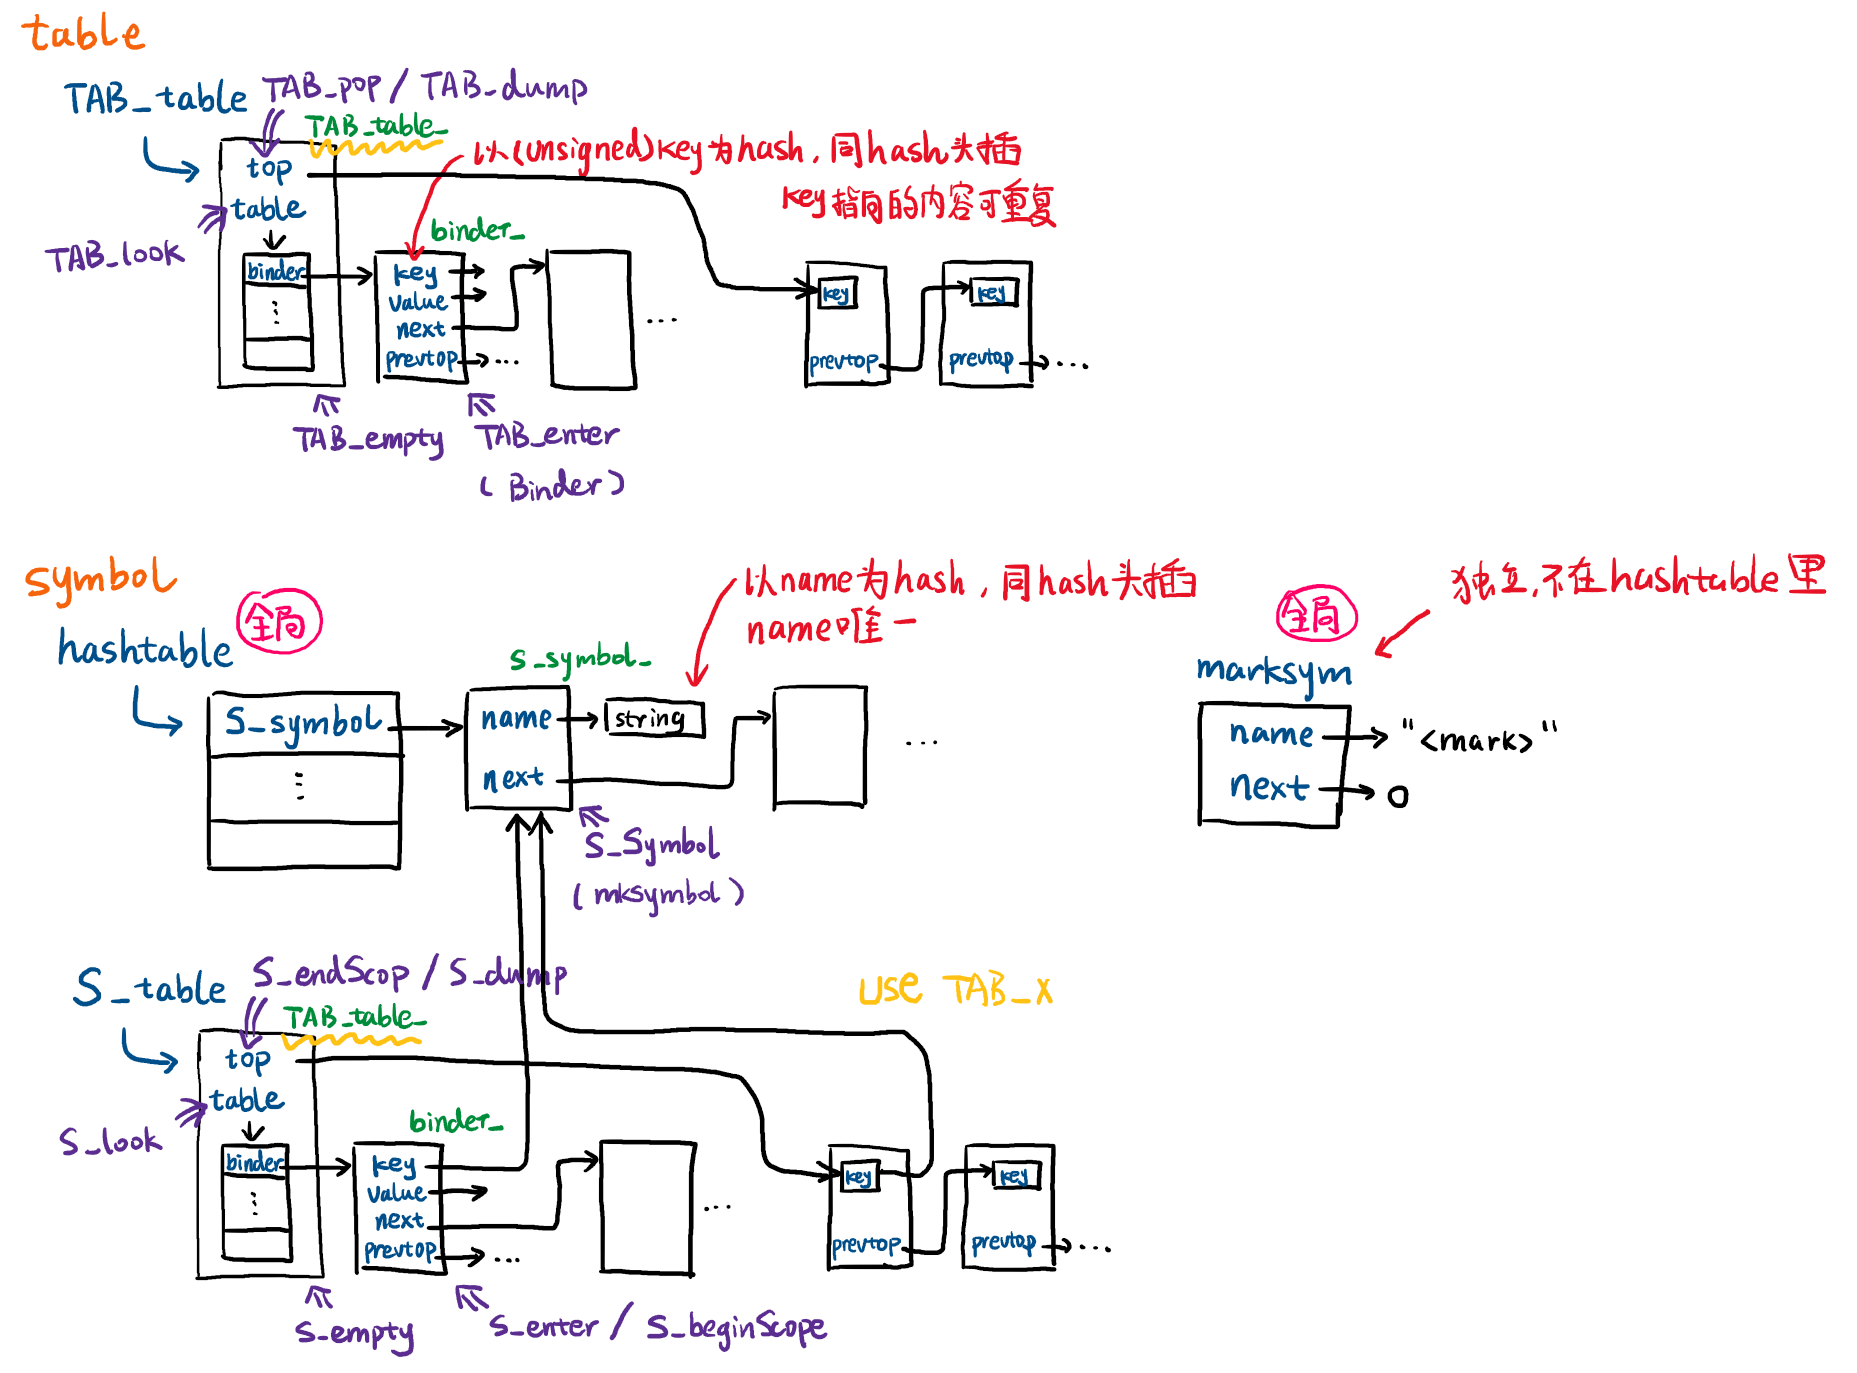 table
TAB_table
TAB_pop / TAB_dump
TAB_table_
top
以(unsigned)key为hash,同hash头插
key指向的内容可重复
table
TAB_look
binder_
binder
⋮
key
value
next
prevtop
...
...
key
prevtop
key
prevtop
...
TAB_empty
TAB_enter
(Binder)
symbol
全局
hashtable
以name为hash,同hash头插
name唯一
S_symbol_
S_symbol
⋮
name
string
next
...
S_Symbol
(mksymbol)
独立,不在hashtable里
全局
marksym
name
"<mark>"
next
0
S_table
S_endScop / S_dump
TAB_table_
use TAB_x
top
table
S_look
binder_
binder
⋮
key
value
next
prevtop
...
...
key
prevtop
key
prevtop
...
S_empty
S_enter / S_beginScope